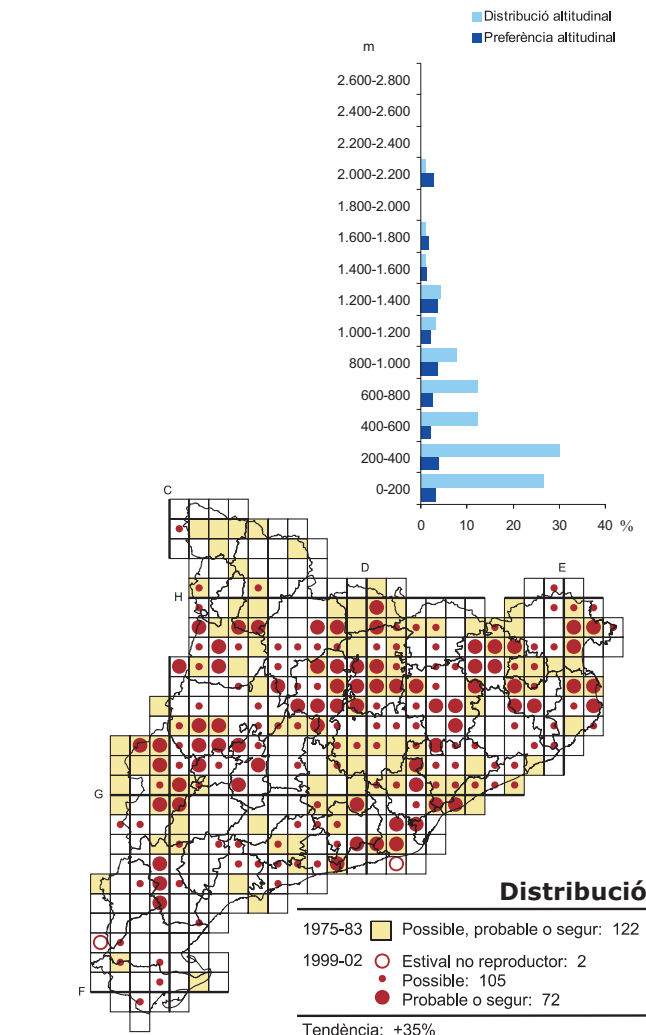 Distribució altitudinal
Preferència altitudinal
m
2.600-2.800
2.400-2.600
2.200-2.400
2.000-2.200
1.800-2.000
1.600-1.800
1.400-1.600
1.200-1.400
1.000-1.200
800-1.000
600-800
400-600
200-400
0-200
0 10 20 30 40 %
C
D
E
H
G
F
Distribució
1975-83 Possible, probable o segur: 122
1999-02 Estival no reproductor: 2
Possible: 105
Probable o segur: 72
Tendència: +35%